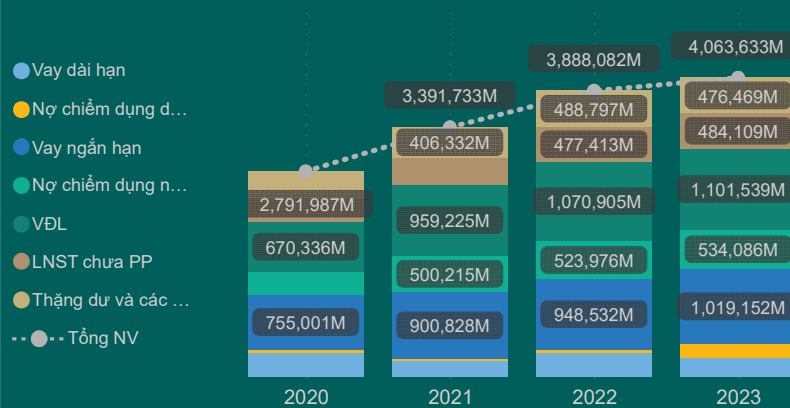 Vay dài hạn
Nợ chiếm dụng d...
Vay ngắn hạn
Nợ chiếm dụng n...
VĐL
LNST chưa PP
Thặng dư và các ...
Tổng NV
2,791,987M
670,336M
755,001M
2020
3,391,733M
406,332M
959,225M
500,215M
900,828M
2021
3,888,082M
488,797M
477,413M
1,070,905M
523,976M
948,532M
2022
4,063,633M
476,469M
484,109M
1,101,539M
534,086M
1,019,152M
2023